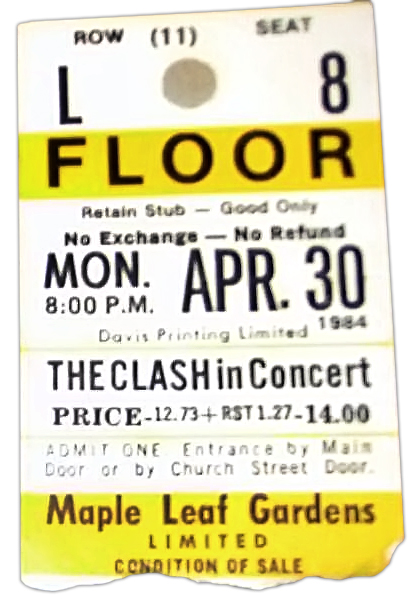 ROW (11) SEAT
L 8
FLOOR
Retain Stub — Good Only
No Exchange — No Refund
MON. APR. 30
8:00 P.M.
1984
Davis Printing Limited
THE CLASH in Concert
PRICE-12.73+RST 1.27-14.00
ADMIT ONE Entrance by Main
Door or by Church Street Door.
Maple Leaf Gardens
LIMITED
CONDITION OF SALE